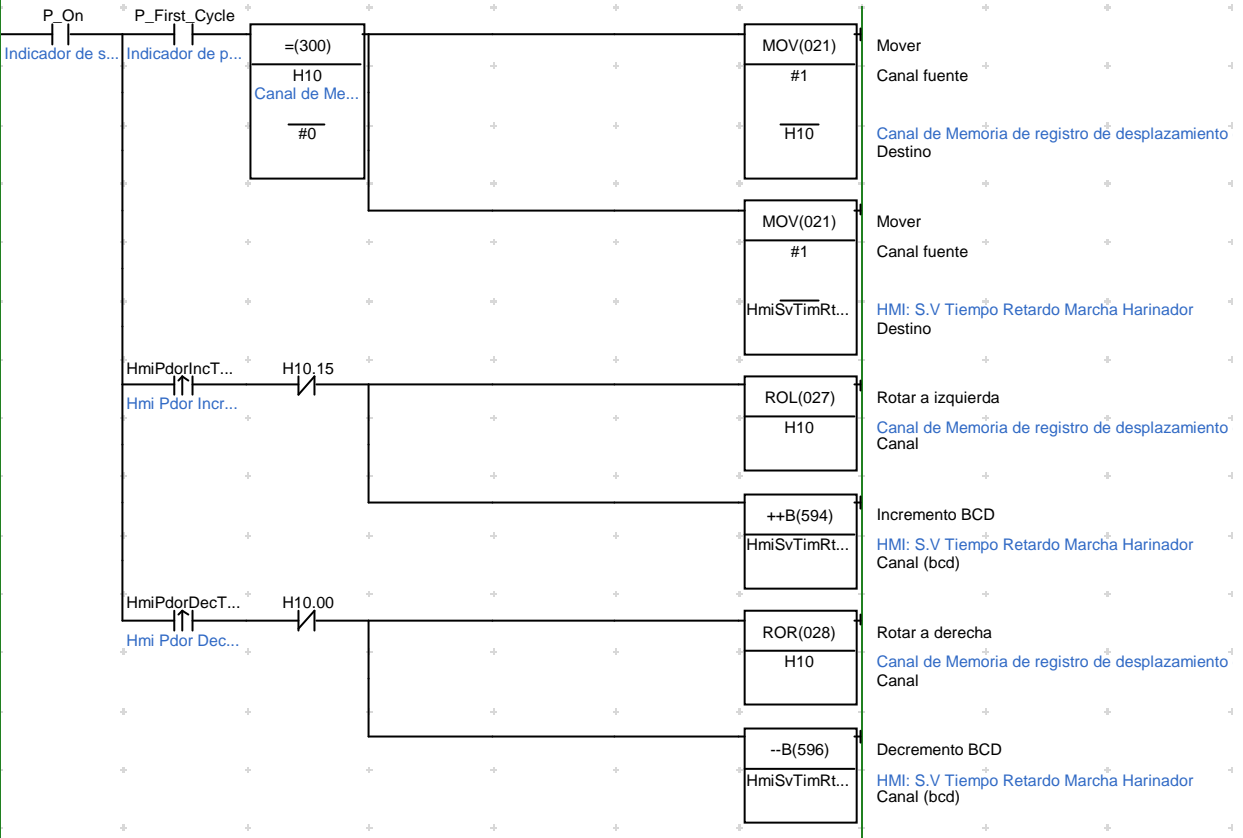 P_On
P_First_Cycle
Indicador de s...
Indicador de p...
=(300)
H10
Canal de Me...
#0
MOV(021)
Mover
#1
Canal fuente
H10
Canal de Memoria de registro de desplazamiento
Destino
MOV(021)
Mover
#1
Canal fuente
HmiSvTimRt...
HMI: S.V Tiempo Retardo Marcha Harinador
Destino
HmiPdorIncT...
H10.15
Hmi Pdor Incr...
ROL(027)
Rotar a izquierda
H10
Canal de Memoria de registro de desplazamiento
Canal
++B(594)
Incremento BCD
HmiSvTimRt...
HMI: S.V Tiempo Retardo Marcha Harinador
Canal (bcd)
HmiPdorDecT...
H10.00
Hmi Pdor Dec...
ROR(028)
Rotar a derecha
H10
Canal de Memoria de registro de desplazamiento
Canal
--B(596)
Decremento BCD
HmiSvTimRt...
HMI: S.V Tiempo Retardo Marcha Harinador
Canal (bcd)